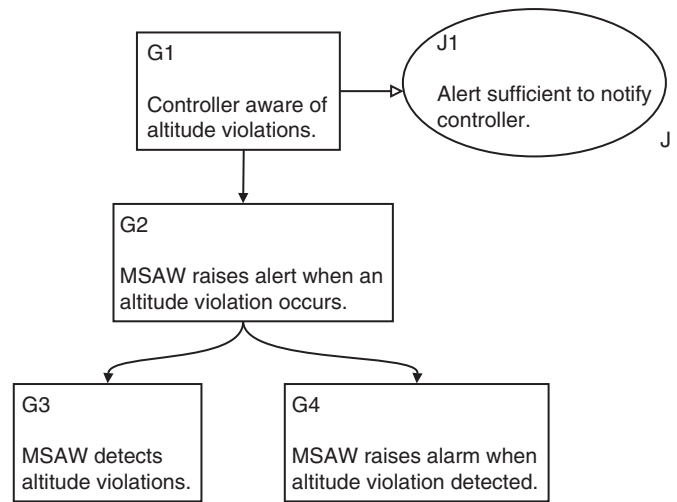 G1
Controller aware of
altitude violations.
J1
Alert sufficient to notify
controller.
J
G2
MSAW raises alert when an
altitude violation occurs.
G3
MSAW detects
altitude violations.
G4
MSAW raises alarm when
altitude violation detected.